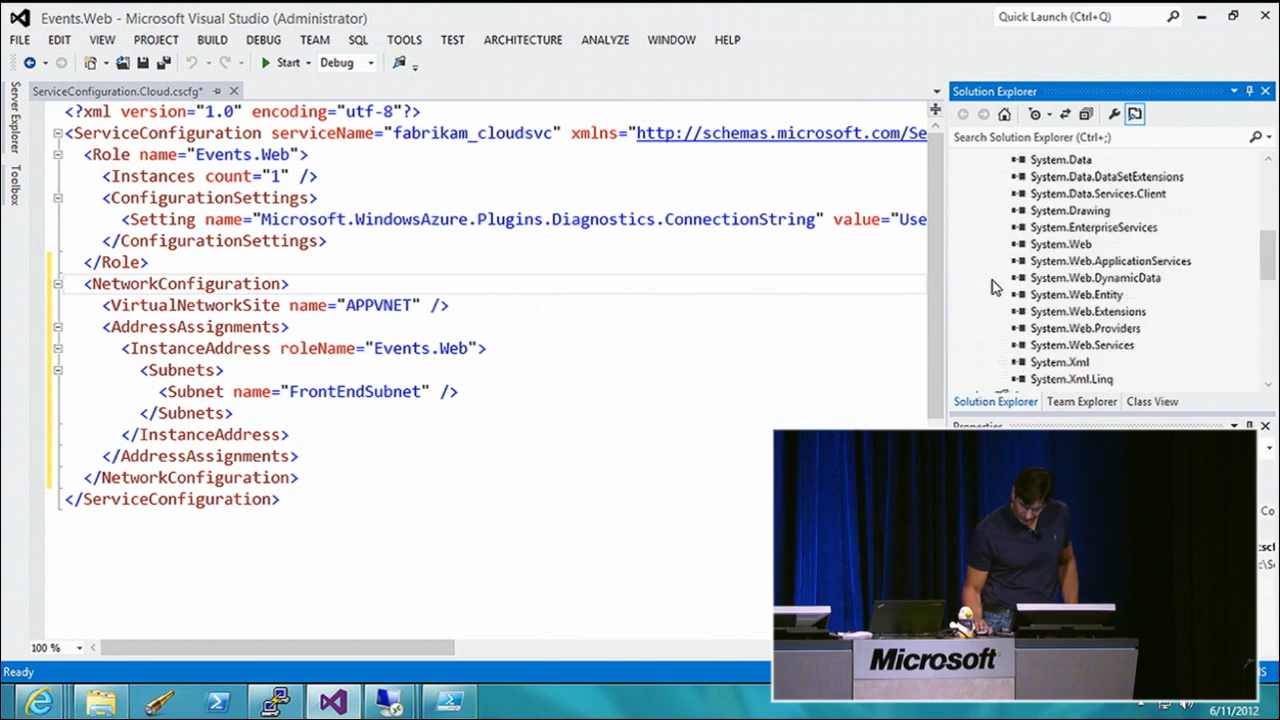 Events.Web - Microsoft Visual Studio (Administrator)
Quick Launch (Ctrl+Q)
FILE EDIT VIEW PROJECT BUILD DEBUG TEAM SQL TOOLS TEST ARCHITECTURE ANALYZE WINDOW HELP
Start Debug
Server Explorer
Toolbox
ServiceConfiguration.Cloud.cscfg*
<?xml version="1.0" encoding="utf-8"?>
<ServiceConfiguration serviceName="fabrikam_cloudsvc" xmlns="http://schemas.microsoft.com/Se
<Role name="Events.Web">
<Instances count="1" />
<ConfigurationSettings>
<Setting name="Microsoft.WindowsAzure.Plugins.Diagnostics.ConnectionString" value="Use
</ConfigurationSettings>
</Role>
<NetworkConfiguration>
<VirtualNetworkSite name="APPVNET" />
<AddressAssignments>
<InstanceAddress roleName="Events.Web">
<Subnets>
<Subnet name="FrontEndSubnet" />
</Subnets>
</InstanceAddress>
</AddressAssignments>
</NetworkConfiguration>
</ServiceConfiguration>
100 %
Ready
Solution Explorer
Search Solution Explorer (Ctrl+;)
System.Data
System.Data.DataSetExtensions
System.Data.Services.Client
System.Drawing
System.EnterpriseServices
System.Web
System.Web.ApplicationServices
System.Web.DynamicData
System.Web.Entity
System.Web.Extensions
System.Web.Providers
System.Web.Services
System.Xml
System.Xml.Linq
Solution Explorer Team Explorer Class View
Properties
Microsoft
6/11/2012